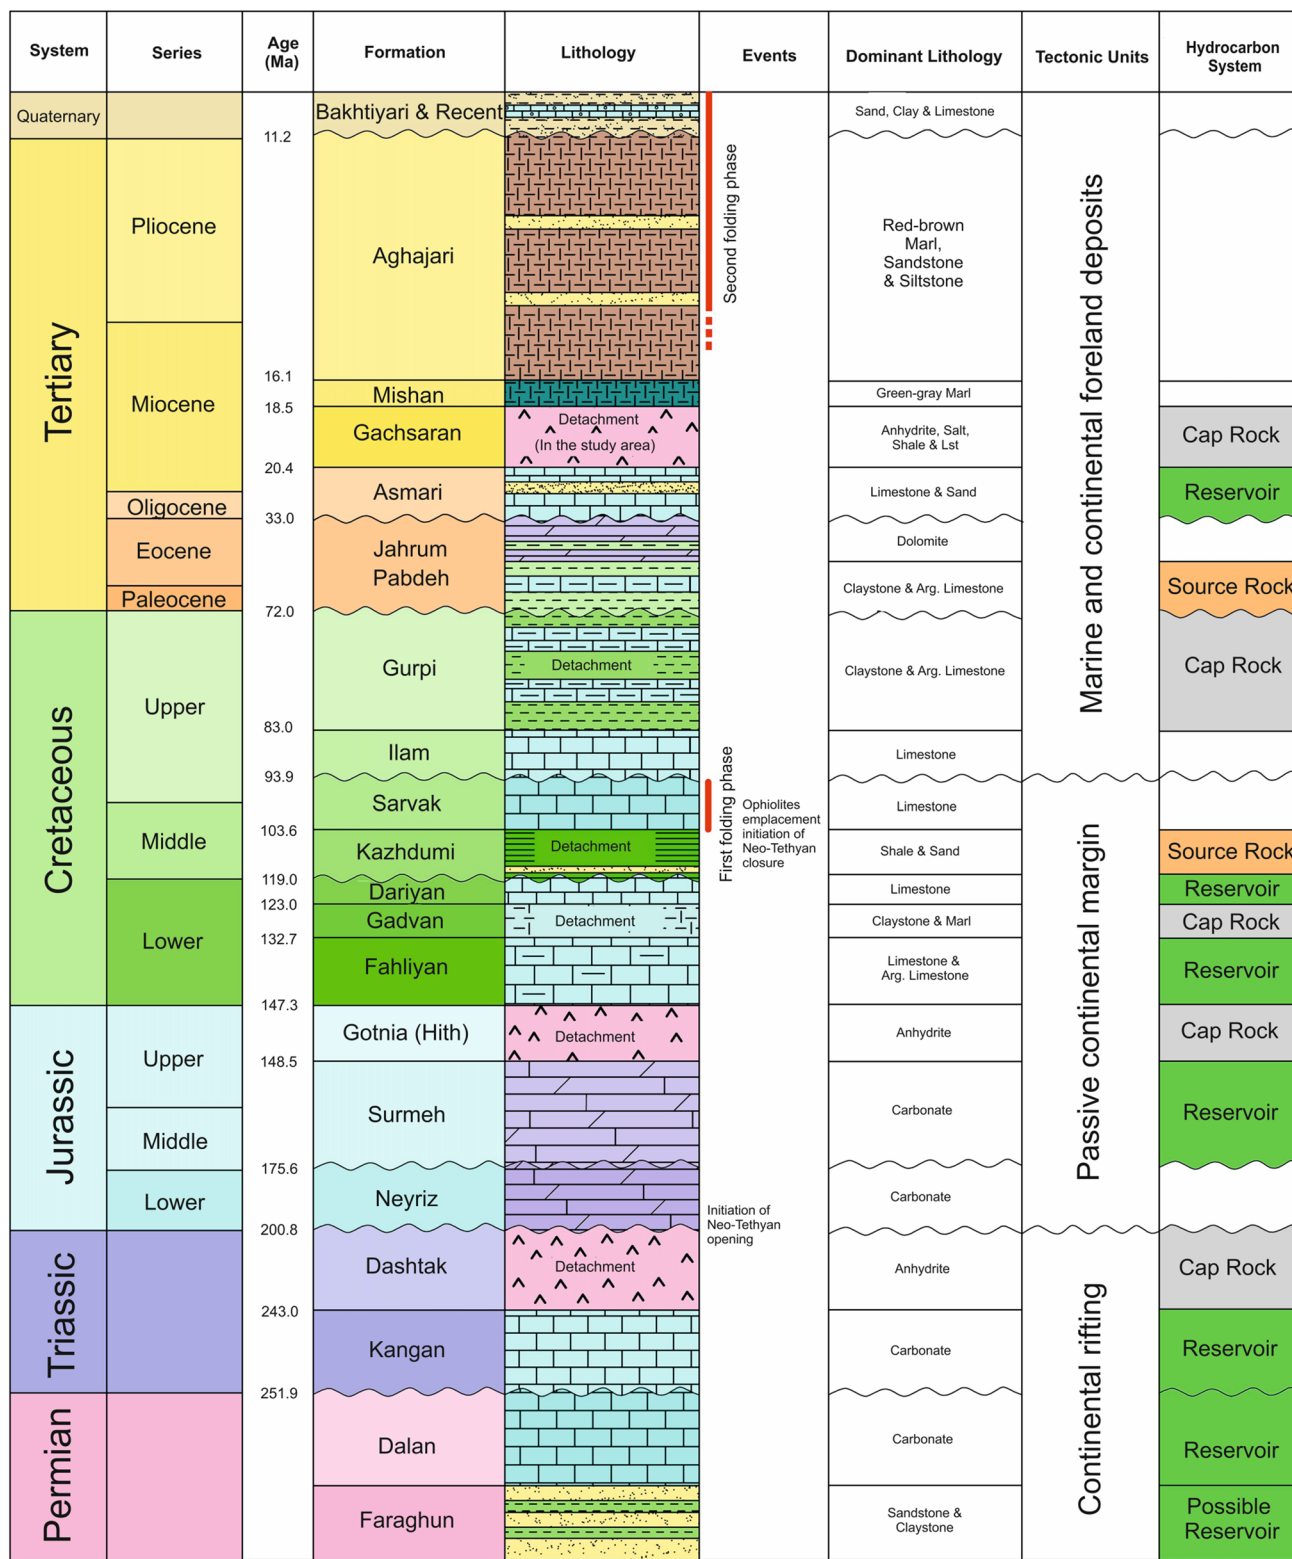 System
Series
Age
(Ma)
Formation
Lithology
Events
Dominant Lithology
Tectonic Units
Hydrocarbon
System
Quaternary
Bakhtiyari & Recent
Sand, Clay & Limestone
11.2
Tertiary
Pliocene
Aghajari
Second folding phase
Red-brown
Marl,
Sandstone
& Siltstone
Marine and continental foreland deposits
16.1
Miocene
Mishan
Green-gray Marl
18.5
Gachsaran
Detachment
(In the study area)
Anhydrite, Salt,
Shale & Lst
Cap Rock
20.4
Asmari
Limestone & Sand
Reservoir
Oligocene
33.0
Eocene
Jahrum
Dolomite
Pabdeh
Claystone & Arg. Limestone
Source Rock
Paleocene
72.0
Cretaceous
Upper
Gurpi
Detachment
Claystone & Arg. Limestone
Cap Rock
83.0
Ilam
Limestone
93.9
Sarvak
First folding phase
Ophiolites
emplacement
initiation of
Neo-Tethyan
closure
Limestone
Passive continental margin
103.6
Middle
Kazhdumi
Detachment
Shale & Sand
Source Rock
119.0
Dariyan
Limestone
Reservoir
123.0
Lower
Gadvan
Detachment
Claystone & Marl
Cap Rock
132.7
Fahliyan
Limestone &
Arg. Limestone
Reservoir
147.3
Jurassic
Upper
Gotnia (Hith)
Detachment
Anhydrite
Cap Rock
148.5
Surmeh
Carbonate
Reservoir
Middle
175.6
Lower
Neyriz
Carbonate
Initiation of
Neo-Tethyan
opening
200.8
Triassic
Dashtak
Detachment
Anhydrite
Continental rifting
Cap Rock
243.0
Kangan
Carbonate
Reservoir
251.9
Permian
Dalan
Carbonate
Reservoir
Faraghun
Sandstone &
Claystone
Possible
Reservoir